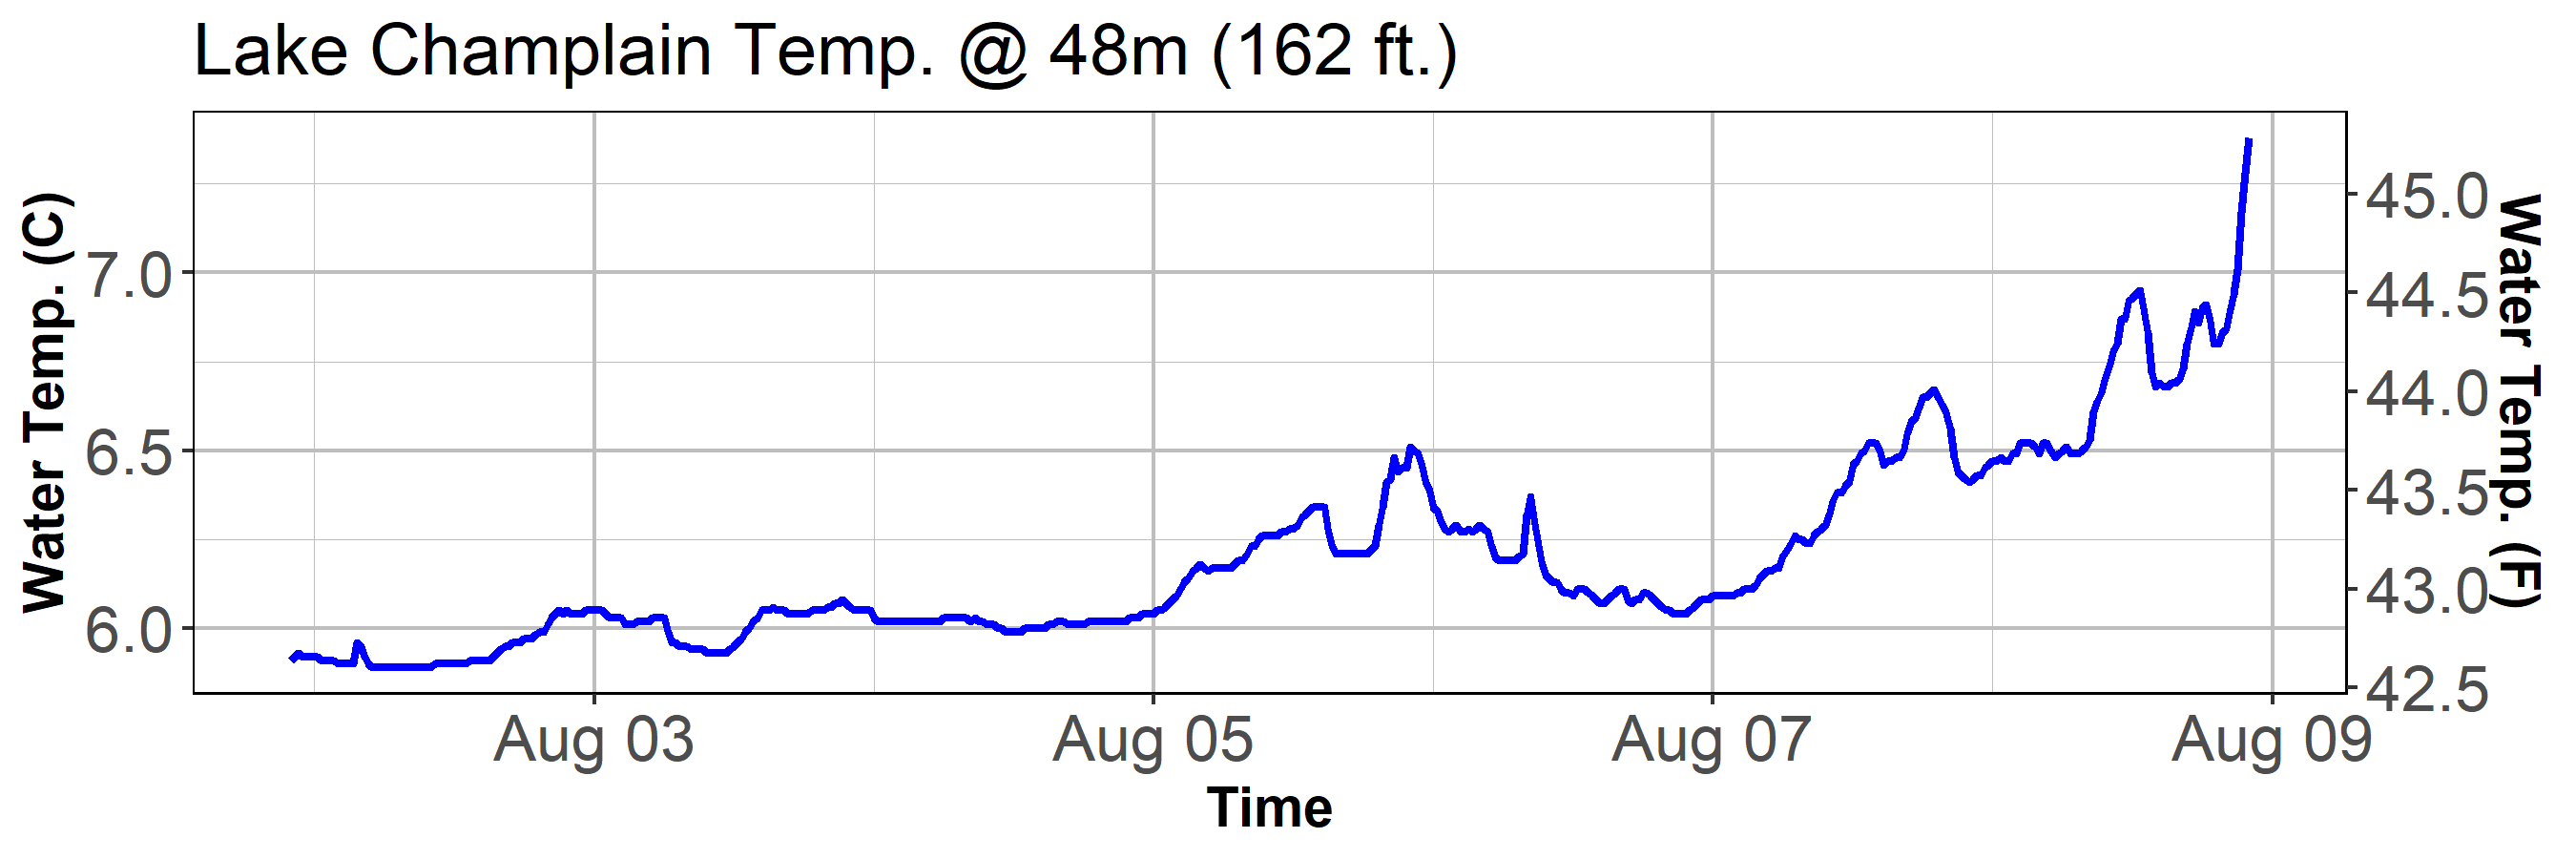 Lake Champlain Temp. @ 48m (162 ft.)
Water Temp. (C)
7.0
6.5
6.0
45.0
44.5
44.0
43.5
43.0
42.5
Water Temp. (F)
Aug 03 Aug 05 Aug 07 Aug 09
Time